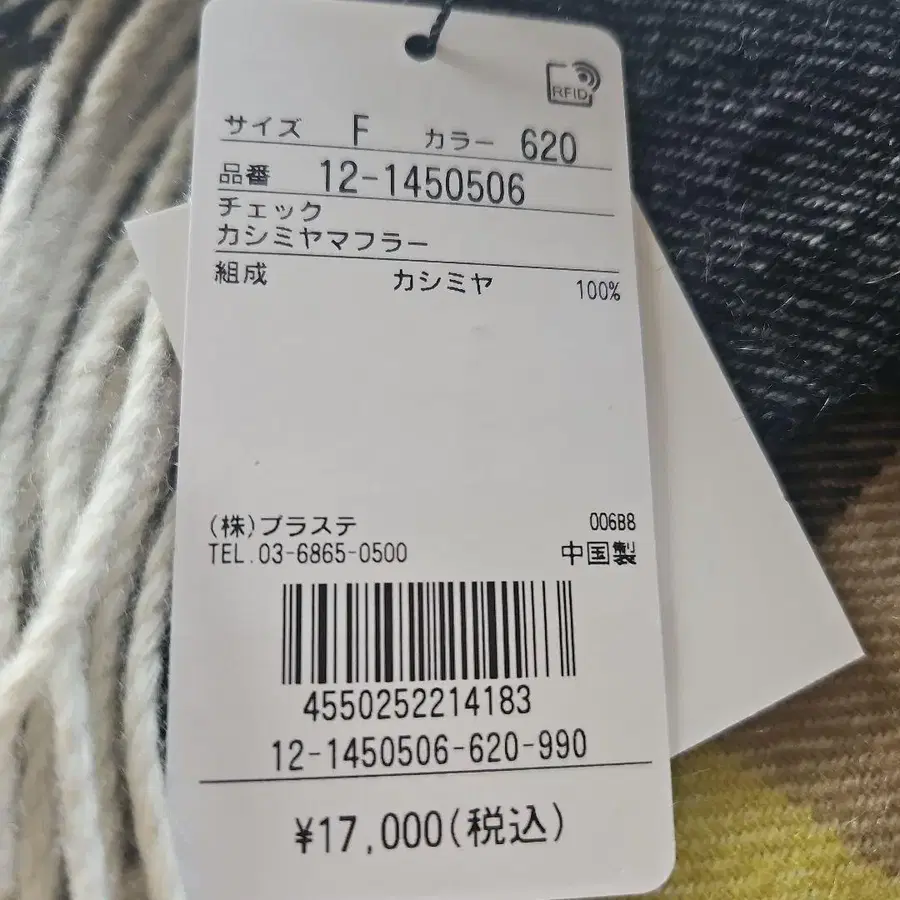 RFID
サイズ F カラー 620
品番 12-1450506
チェック
カシミヤマフラー
組成 カシミヤ 100%
(株)プラステ 006B8
TEL.03-6865-0500 中国製
4550252214183
12-1450506-620-990
¥17,000(税込)